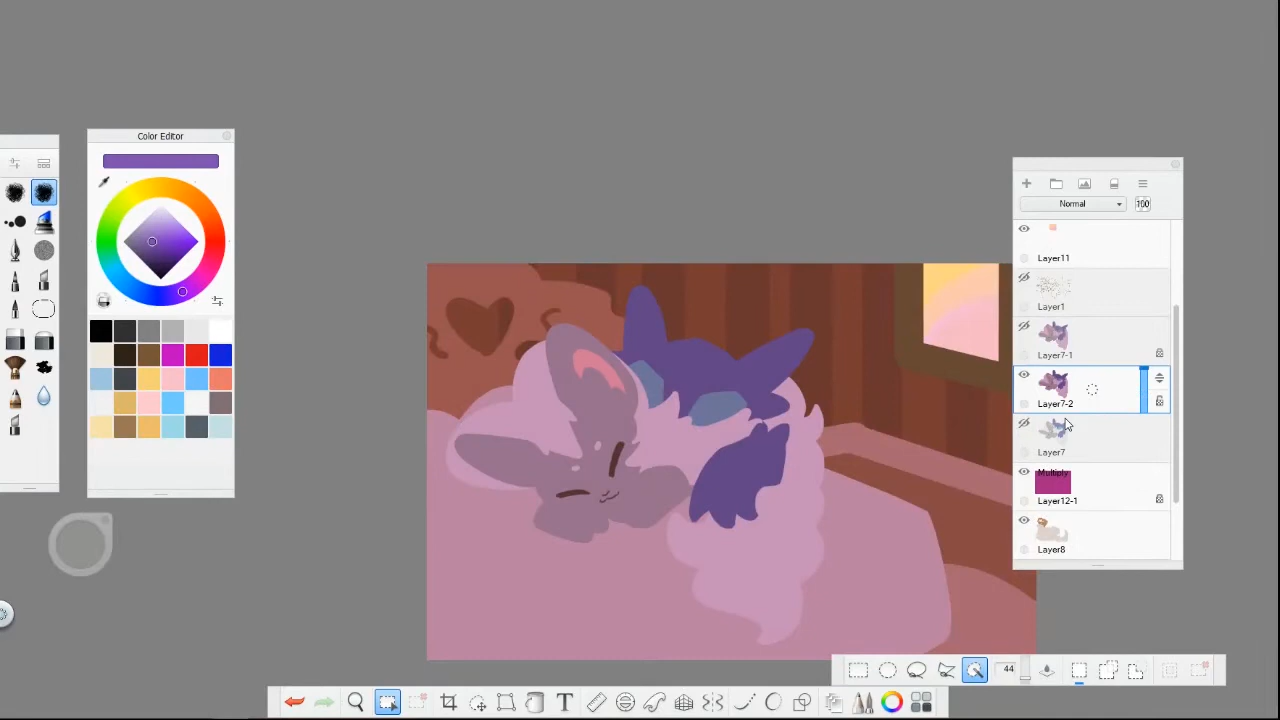 Color Editor
Normal
100
Layer11
Layer1
Layer7-1
Layer7-2
Layer7
Multiply
Layer12-1
Layer8
44
T